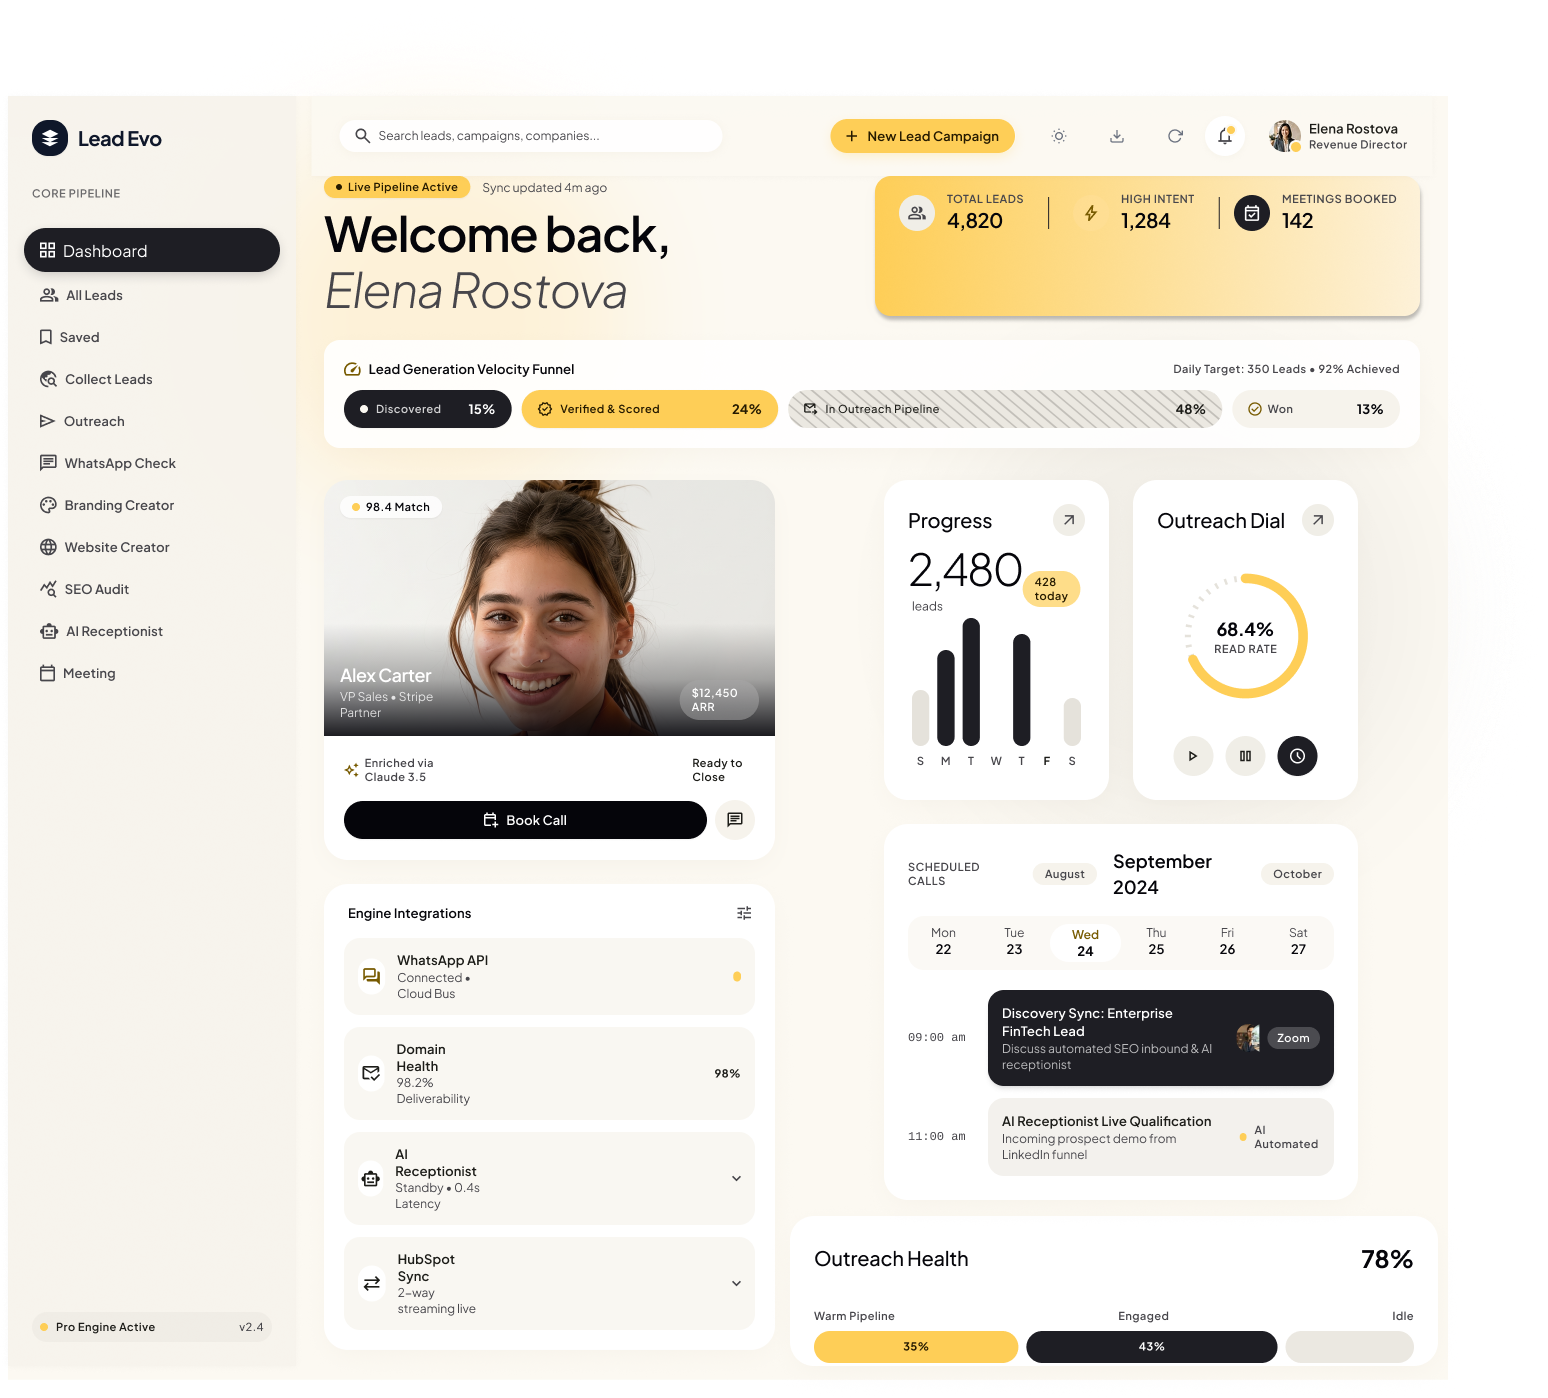 Lead Evo
CORE PIPELINE
Dashboard
All Leads
Saved
Collect Leads
Outreach
WhatsApp Check
Branding Creator
Website Creator
SEO Audit
AI Receptionist
Meeting
Pro Engine Active
v2.4
Search leads, campaigns, companies...
New Lead Campaign
Elena Rostova
Revenue Director
Live Pipeline Active
Sync updated 4m ago
Welcome back,
Elena Rostova
TOTAL LEADS
4,820
HIGH INTENT
1,284
MEETINGS BOOKED
142
Lead Generation Velocity Funnel
Daily Target: 350 Leads • 92% Achieved
Discovered 15%
Verified & Scored 24%
In Outreach Pipeline 48%
Won 13%
98.4 Match
Alex Carter
VP Sales • Stripe
Partner
$12,450
ARR
Enriched via
Claude 3.5
Ready to
Close
Book Call
Engine Integrations
WhatsApp API
Connected •
Cloud Bus
Domain
Health
98.2%
Deliverability
98%
AI
Receptionist
Standby • 0.4s
Latency
HubSpot
Sync
2-way
streaming live
Progress
2,480
leads
428
today
S M T W T F S
Outreach Dial
68.4%
READ RATE
SCHEDULED
CALLS
August
September
2024
October
Mon Tue Wed Thu Fri Sat
22 23 24 25 26 27
09:00 am
Discovery Sync: Enterprise
FinTech Lead
Discuss automated SEO inbound & AI
receptionist
Zoom
11:00 am
AI Receptionist Live Qualification
Incoming prospect demo from
LinkedIn funnel
AI
Automated
Outreach Health
78%
Warm Pipeline Engaged Idle
35% 43%